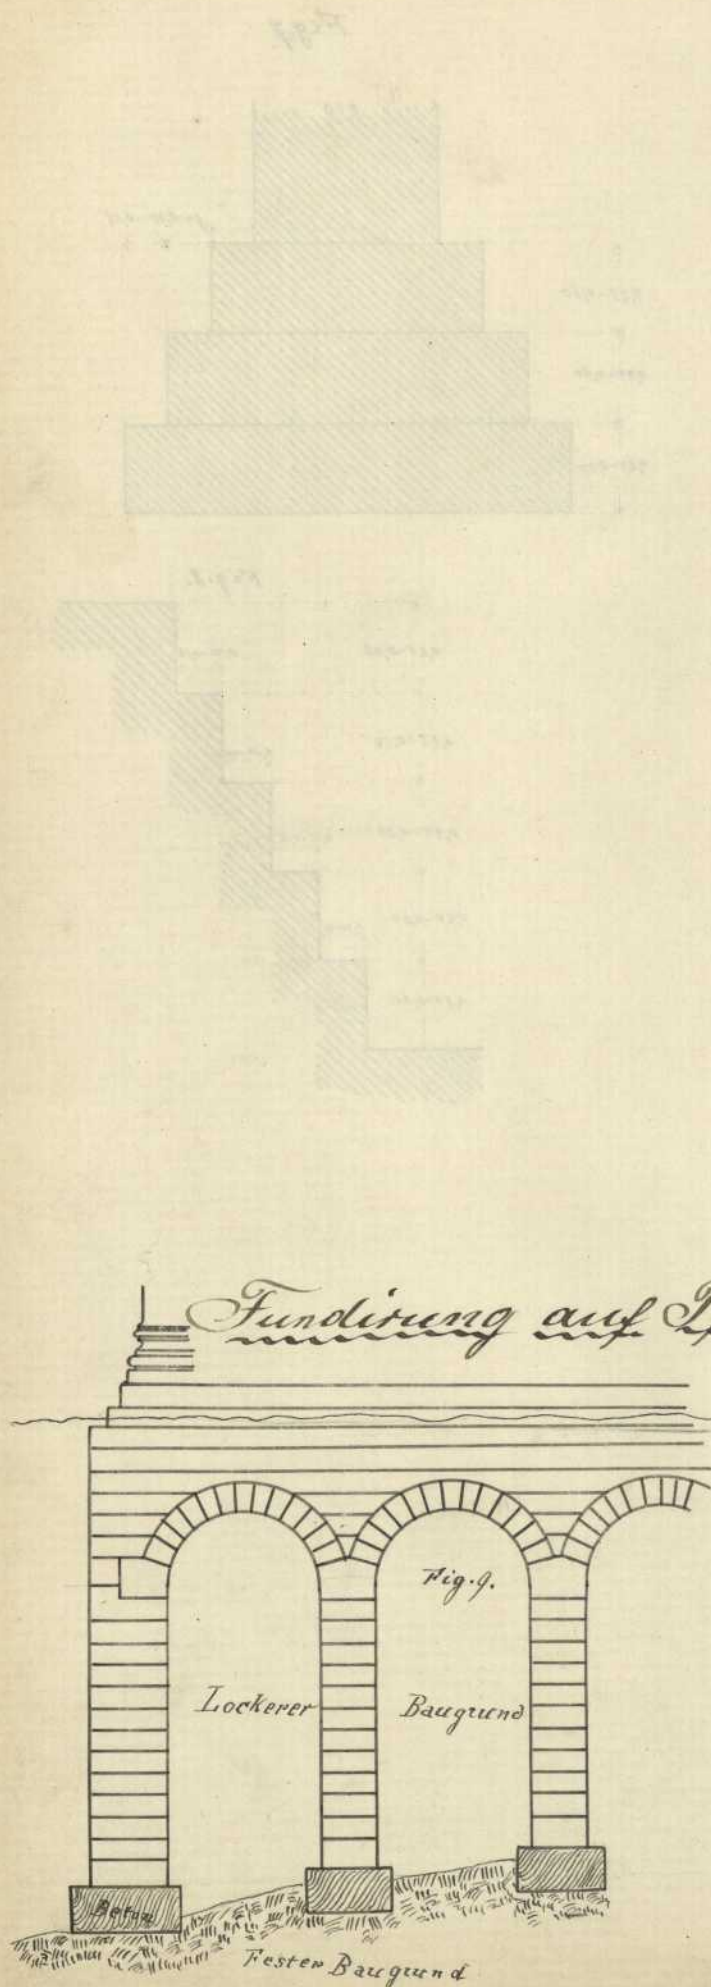 Fundirung auf
Fig. 9.
Lockerer Baugrund
Beton
Fester Baugrund